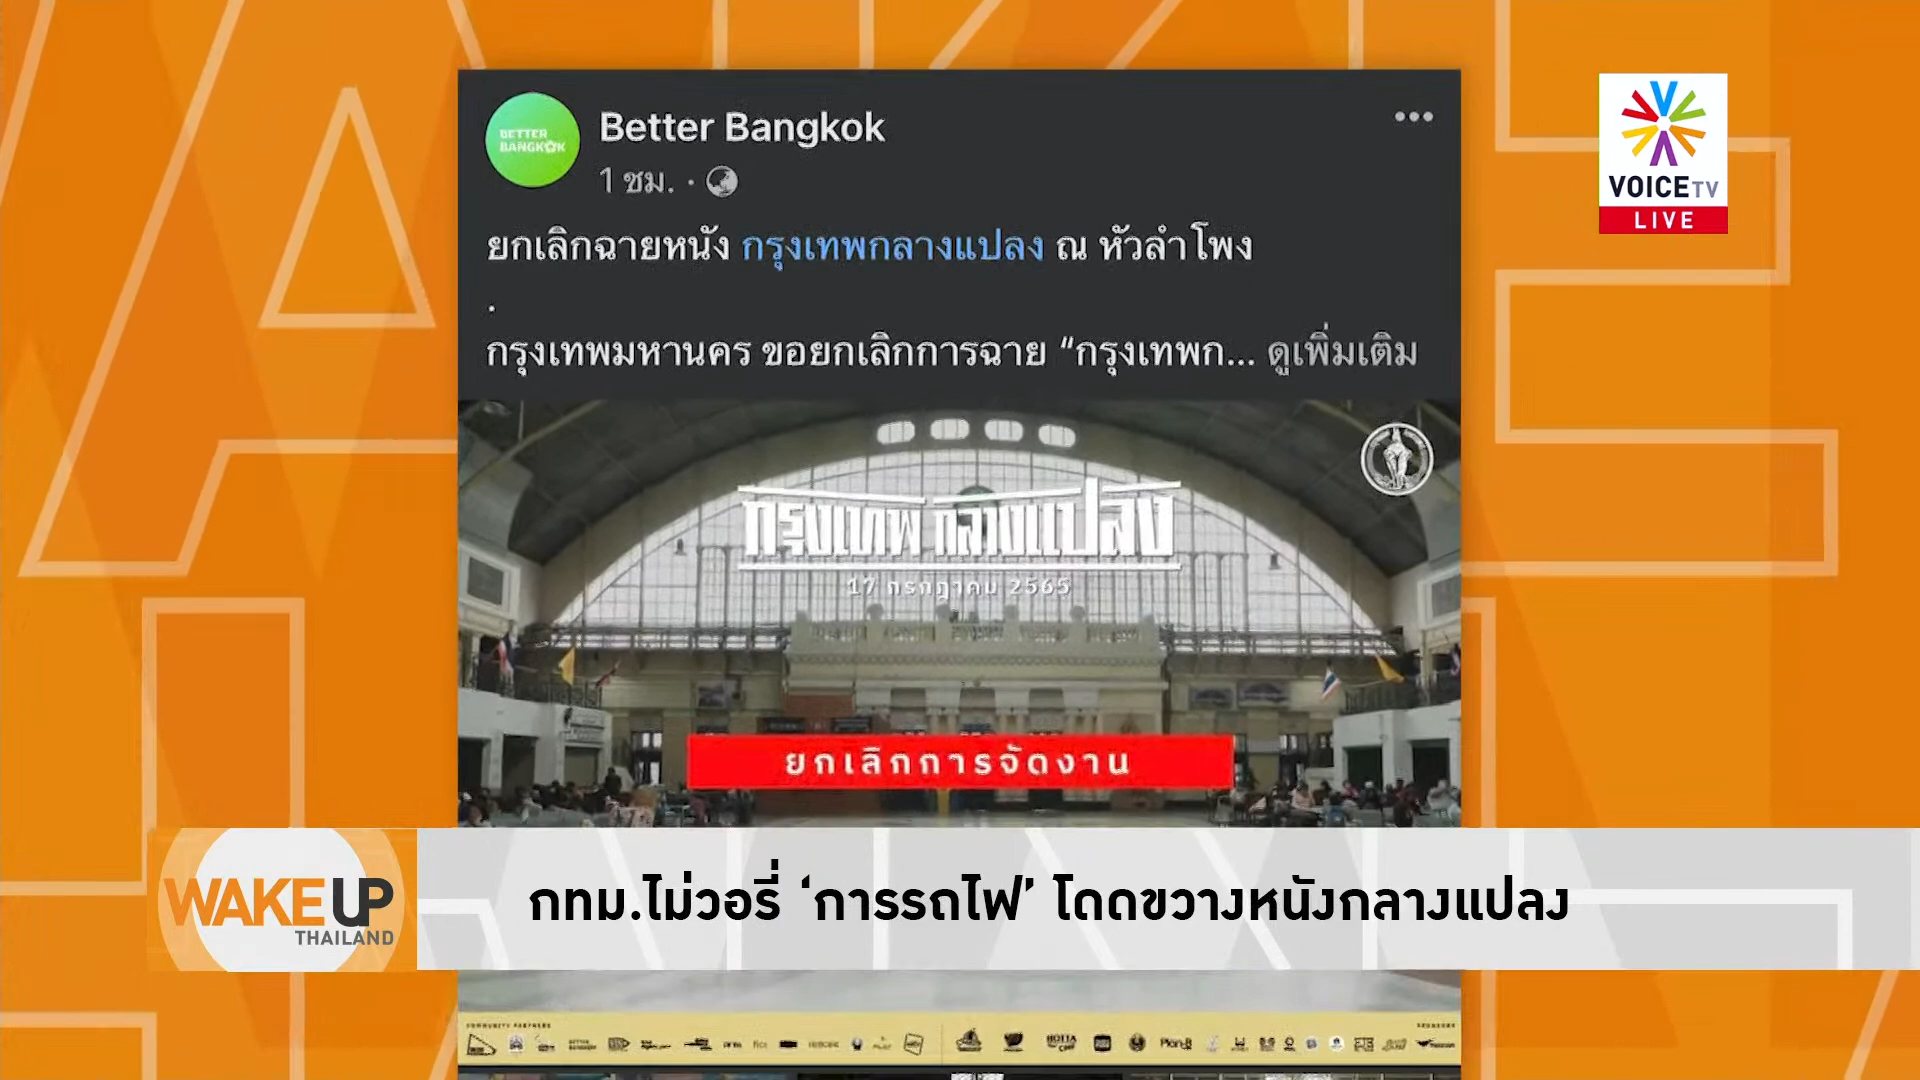 BETTER
BANGKOK
Better Bangkok
1 ชม. ·
ยกเลิกฉายหนัง กรุงเทพกลางแปลง ณ หัวลำโพง
.
กรุงเทพมหานคร ขอยกเลิกการฉาย “กรุงเทพก... ดูเพิ่มเติม
VOICE TV
LIVE
กรุงเทพ กลางแปลง
17 กรกฎาคม 2565
ยกเลิกการจัดงาน
WAKE UP
THAILAND
กทม.ไม่วอรี่ ‘การรถไฟ’ โดดขวางหนังกลางแปลง
COMMUNITY PARTNERS
SPONSORS